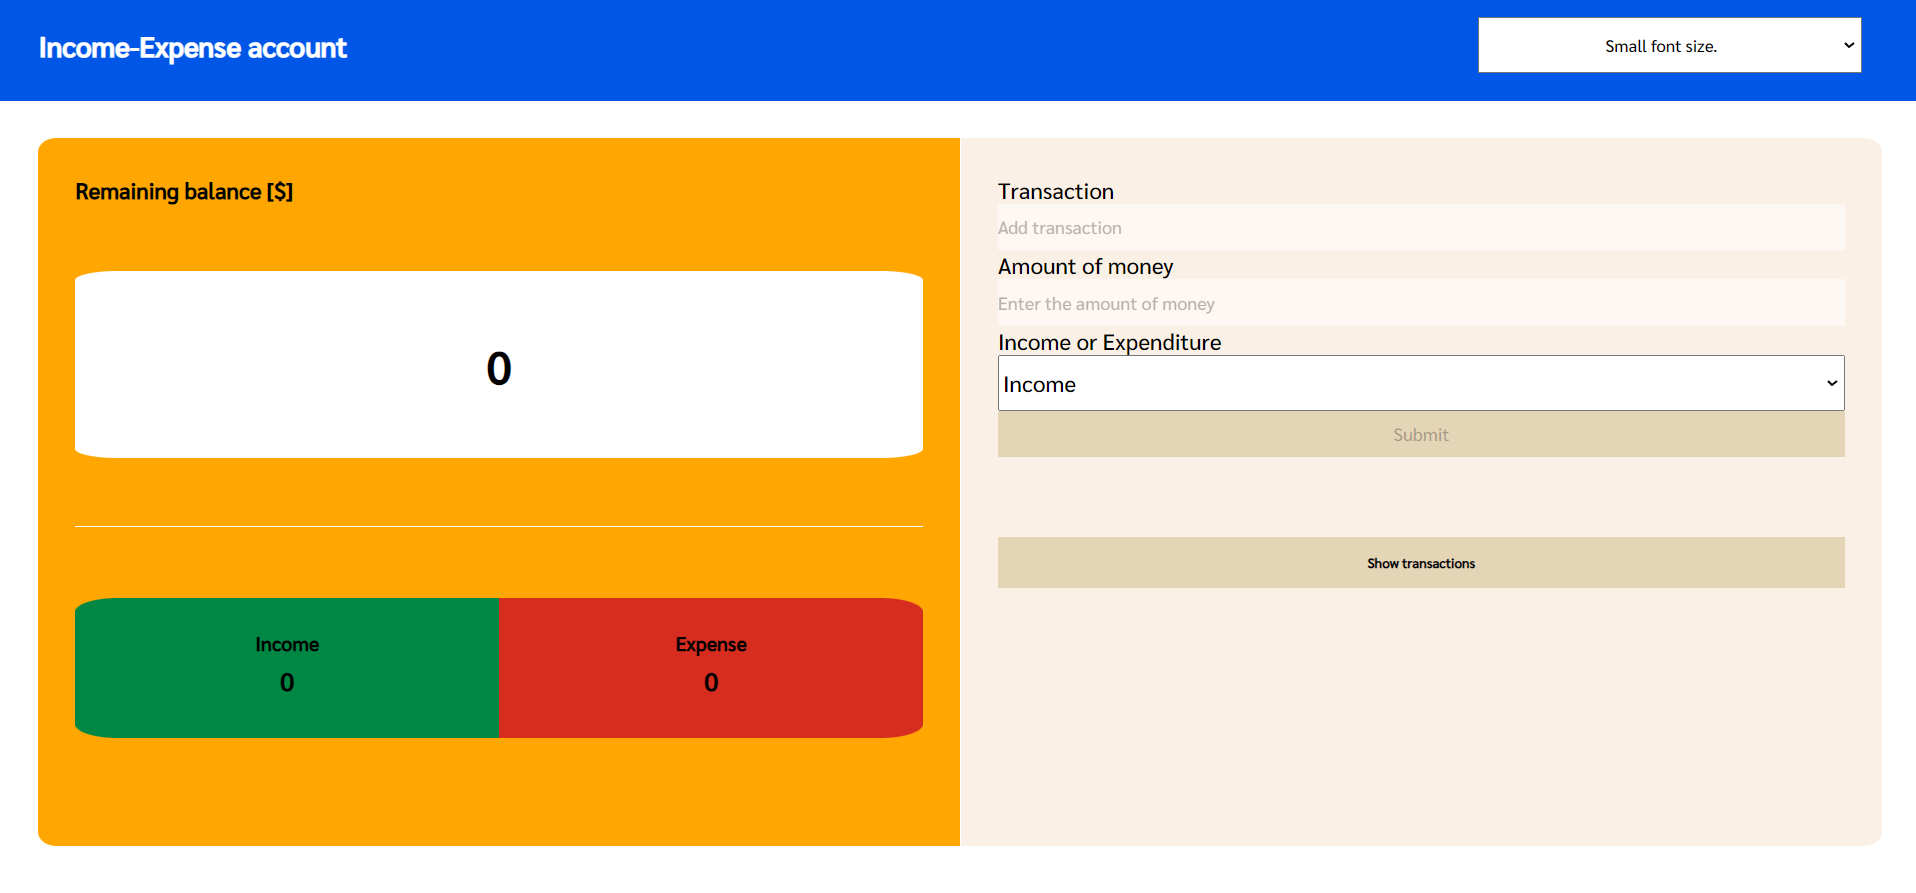 Income-Expense account
Small font size.
Remaining balance [$]
0
Income
0
Expense
0
Transaction
Add transaction
Amount of money
Enter the amount of money
Income or Expenditure
Income
Submit
Show transactions